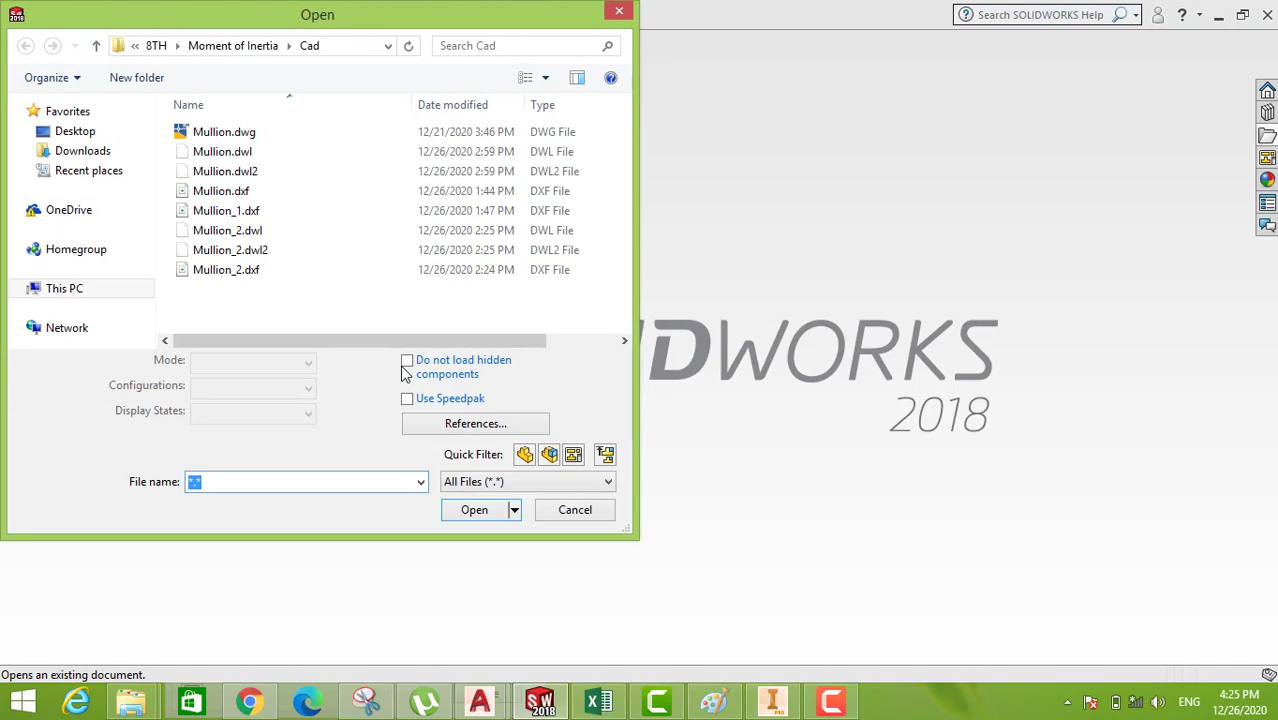 Open
Search SOLIDWORKS Help
« 8TH Moment of Inertia Cad
Search Cad
Organize
New folder
Favorites
Desktop
Downloads
Recent places
OneDrive
Homegroup
This PC
Network
Name Date modified Type
Mullion.dwg 12/21/2020 3:46 PM DWG File
Mullion.dwl 12/26/2020 2:59 PM DWL File
Mullion.dwl2 12/26/2020 2:59 PM DWL2 File
Mullion.dxf 12/26/2020 1:44 PM DXF File
Mullion_1.dxf 12/26/2020 1:47 PM DXF File
Mullion_2.dwl 12/26/2020 2:25 PM DWL File
Mullion_2.dwl2 12/26/2020 2:25 PM DWL2 File
Mullion_2.dxf 12/26/2020 2:24 PM DXF File
Mode:
Configurations:
Display States:
Do not load hidden
components
Use Speedpak
References...
Quick Filter:
File name: *.*
All Files (*.*)
Open
Cancel
IDWORKS
2018
Opens an existing document.
SW
2018
PRO
ENG
4:25 PM
12/26/2020